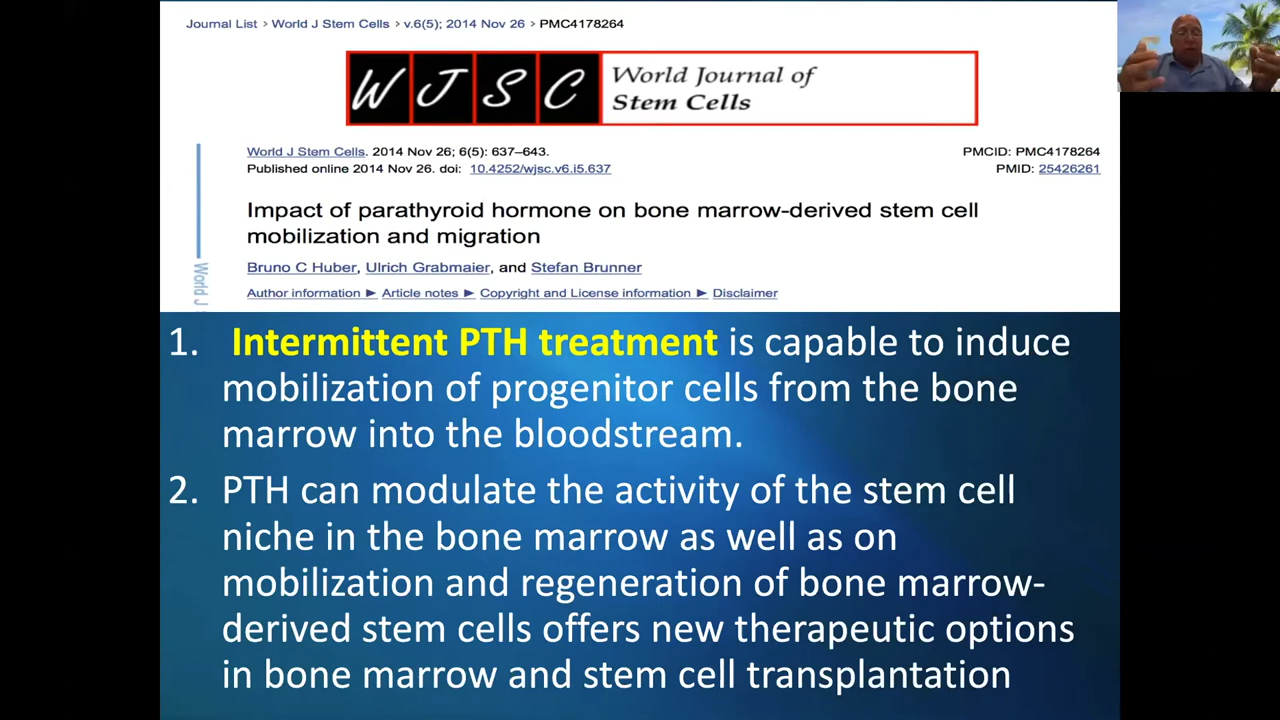 Journal List > World J Stem Cells > v.6(5); 2014 Nov 26 > PMC4178264
W J S C World Journal of
Stem Cells
World J Stem Cells. 2014 Nov 26; 6(5): 637–643.
PMCID: PMC4178264
Published online 2014 Nov 26. doi: 10.4252/wjsc.v6.i5.637
PMID: 25426261
Impact of parathyroid hormone on bone marrow-derived stem cell
mobilization and migration
Bruno C Huber, Ulrich Grabmaier, and Stefan Brunner
Author information ► Article notes ► Copyright and License information ► Disclaimer
World J
1. Intermittent PTH treatment is capable to induce
mobilization of progenitor cells from the bone
marrow into the bloodstream.
2. PTH can modulate the activity of the stem cell
niche in the bone marrow as well as on
mobilization and regeneration of bone marrow-
derived stem cells offers new therapeutic options
in bone marrow and stem cell transplantation